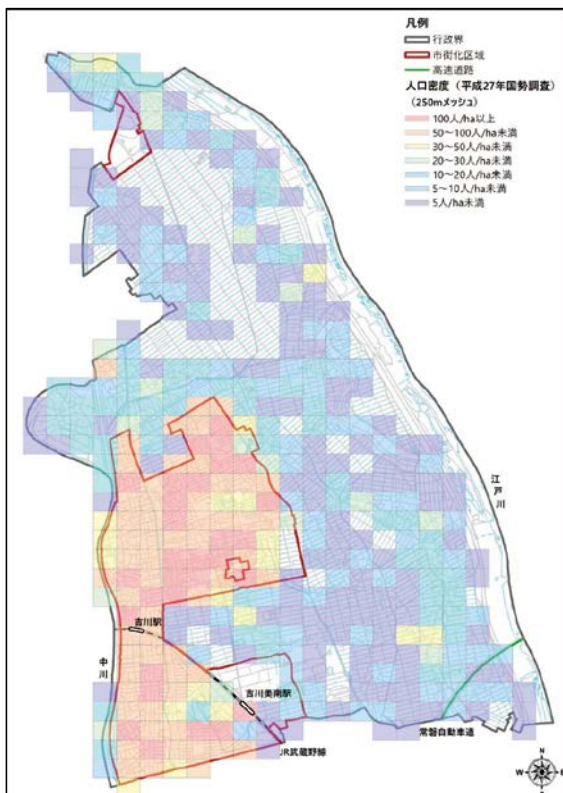 凡例
行政界
市街化区域
高速道路
人口密度（平成27年国勢調査）
（250mメッシュ）
100人/ha以上
50～100人/ha未満
30～50人/ha未満
20～30人/ha未満
10～20人/ha未満
5～10人/ha未満
5人/ha未満
江戸川
吉川駅
中川
吉川美南駅
JR武蔵野線
常磐自動車道
N
W
E
S